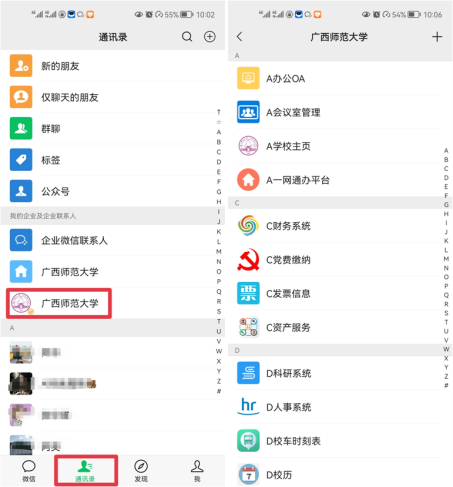 55% 10:02
通讯录
新的朋友
仅聊天的朋友
群聊
标签
公众号
我的企业及企业联系人
企业微信联系人
广西师范大学
广西师范大学
A
微信
通讯录
发现
我
A
B
C
D
E
F
G
H
I
J
K
L
M
N
O
P
Q
R
S
T
U
V
W
X
Y
Z
#
54% 10:06
广西师范大学
A
A办公OA
A会议室管理
A学校主页
A一网通办平台
C
C财务系统
C党费缴纳
票
C发票信息
C资产服务
D
D科研系统
hr
D人事系统
D校车时刻表
7
D校历
A
B
C
D
E
F
G
H
I
J
K
L
M
N
O
P
Q
R
S
T
U
V
W
X
Y
Z
#